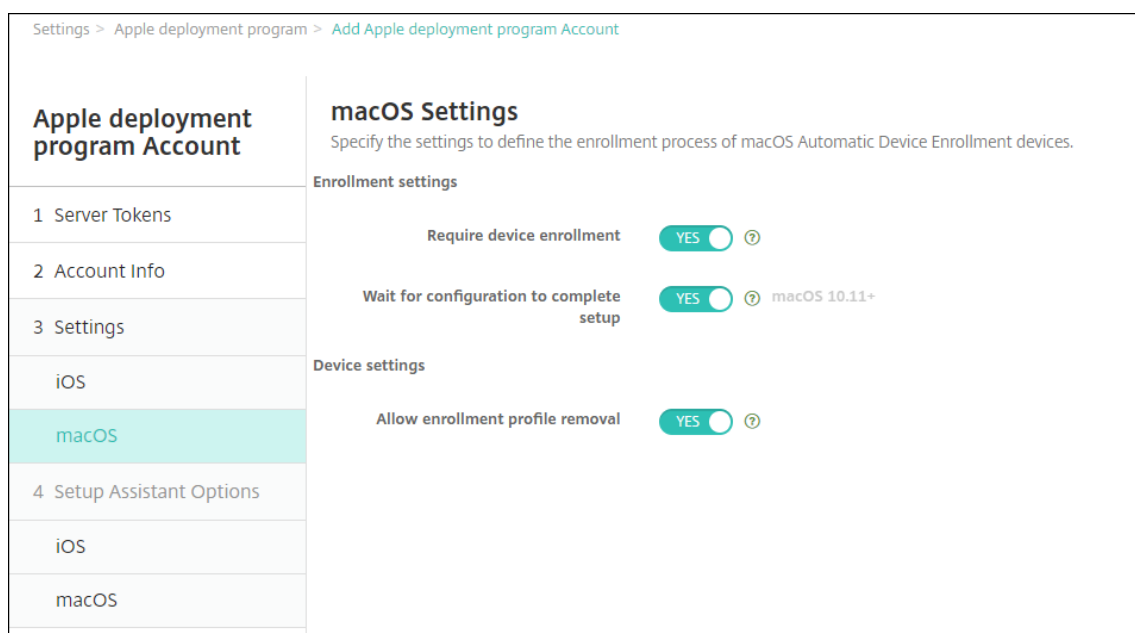 Settings > Apple deployment program > Add Apple deployment program Account
Apple deployment
program Account
1 Server Tokens
2 Account Info
3 Settings
iOS
macOS
4 Setup Assistant Options
iOS
macOS
macOS Settings
Specify the settings to define the enrollment process of macOS Automatic Device Enrollment devices.
Enrollment settings
Require device enrollment YES ?
Wait for configuration to complete
setup YES ? macOS 10.11+
Device settings
Allow enrollment profile removal YES ?